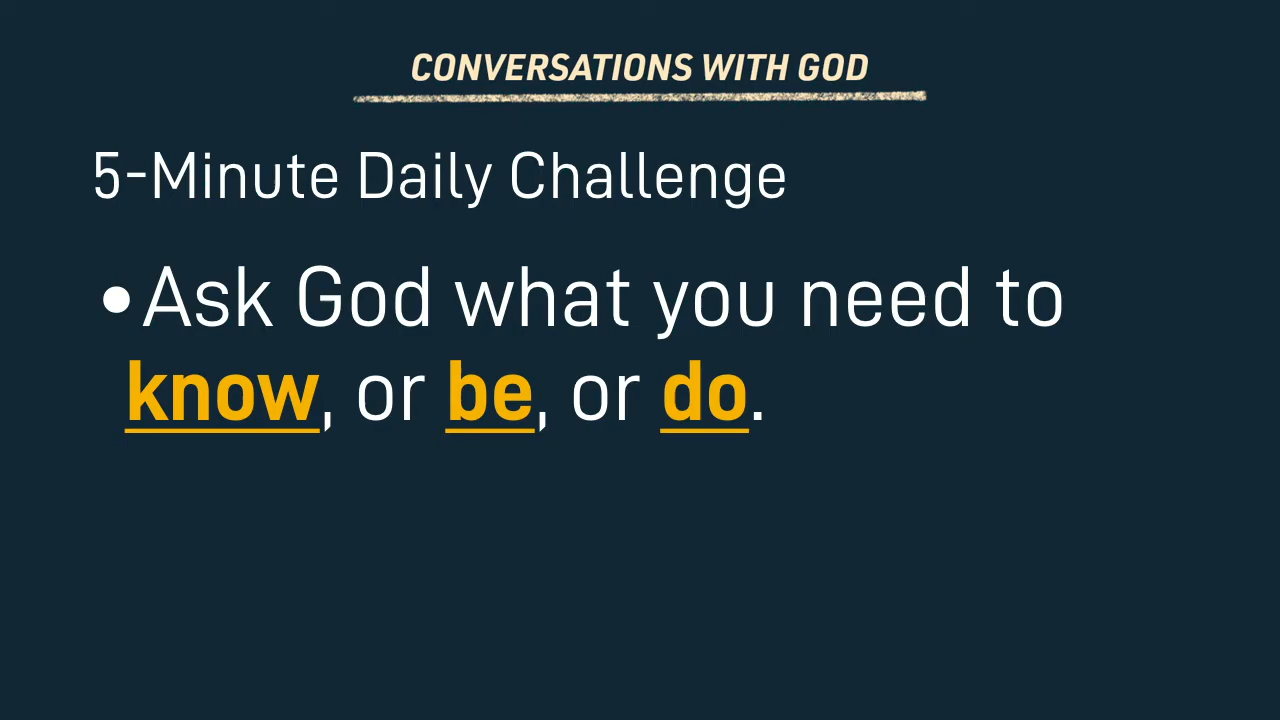 CONVERSATIONS WITH GOD
5-Minute Daily Challenge
•Ask God what you need to
know, or be, or do.